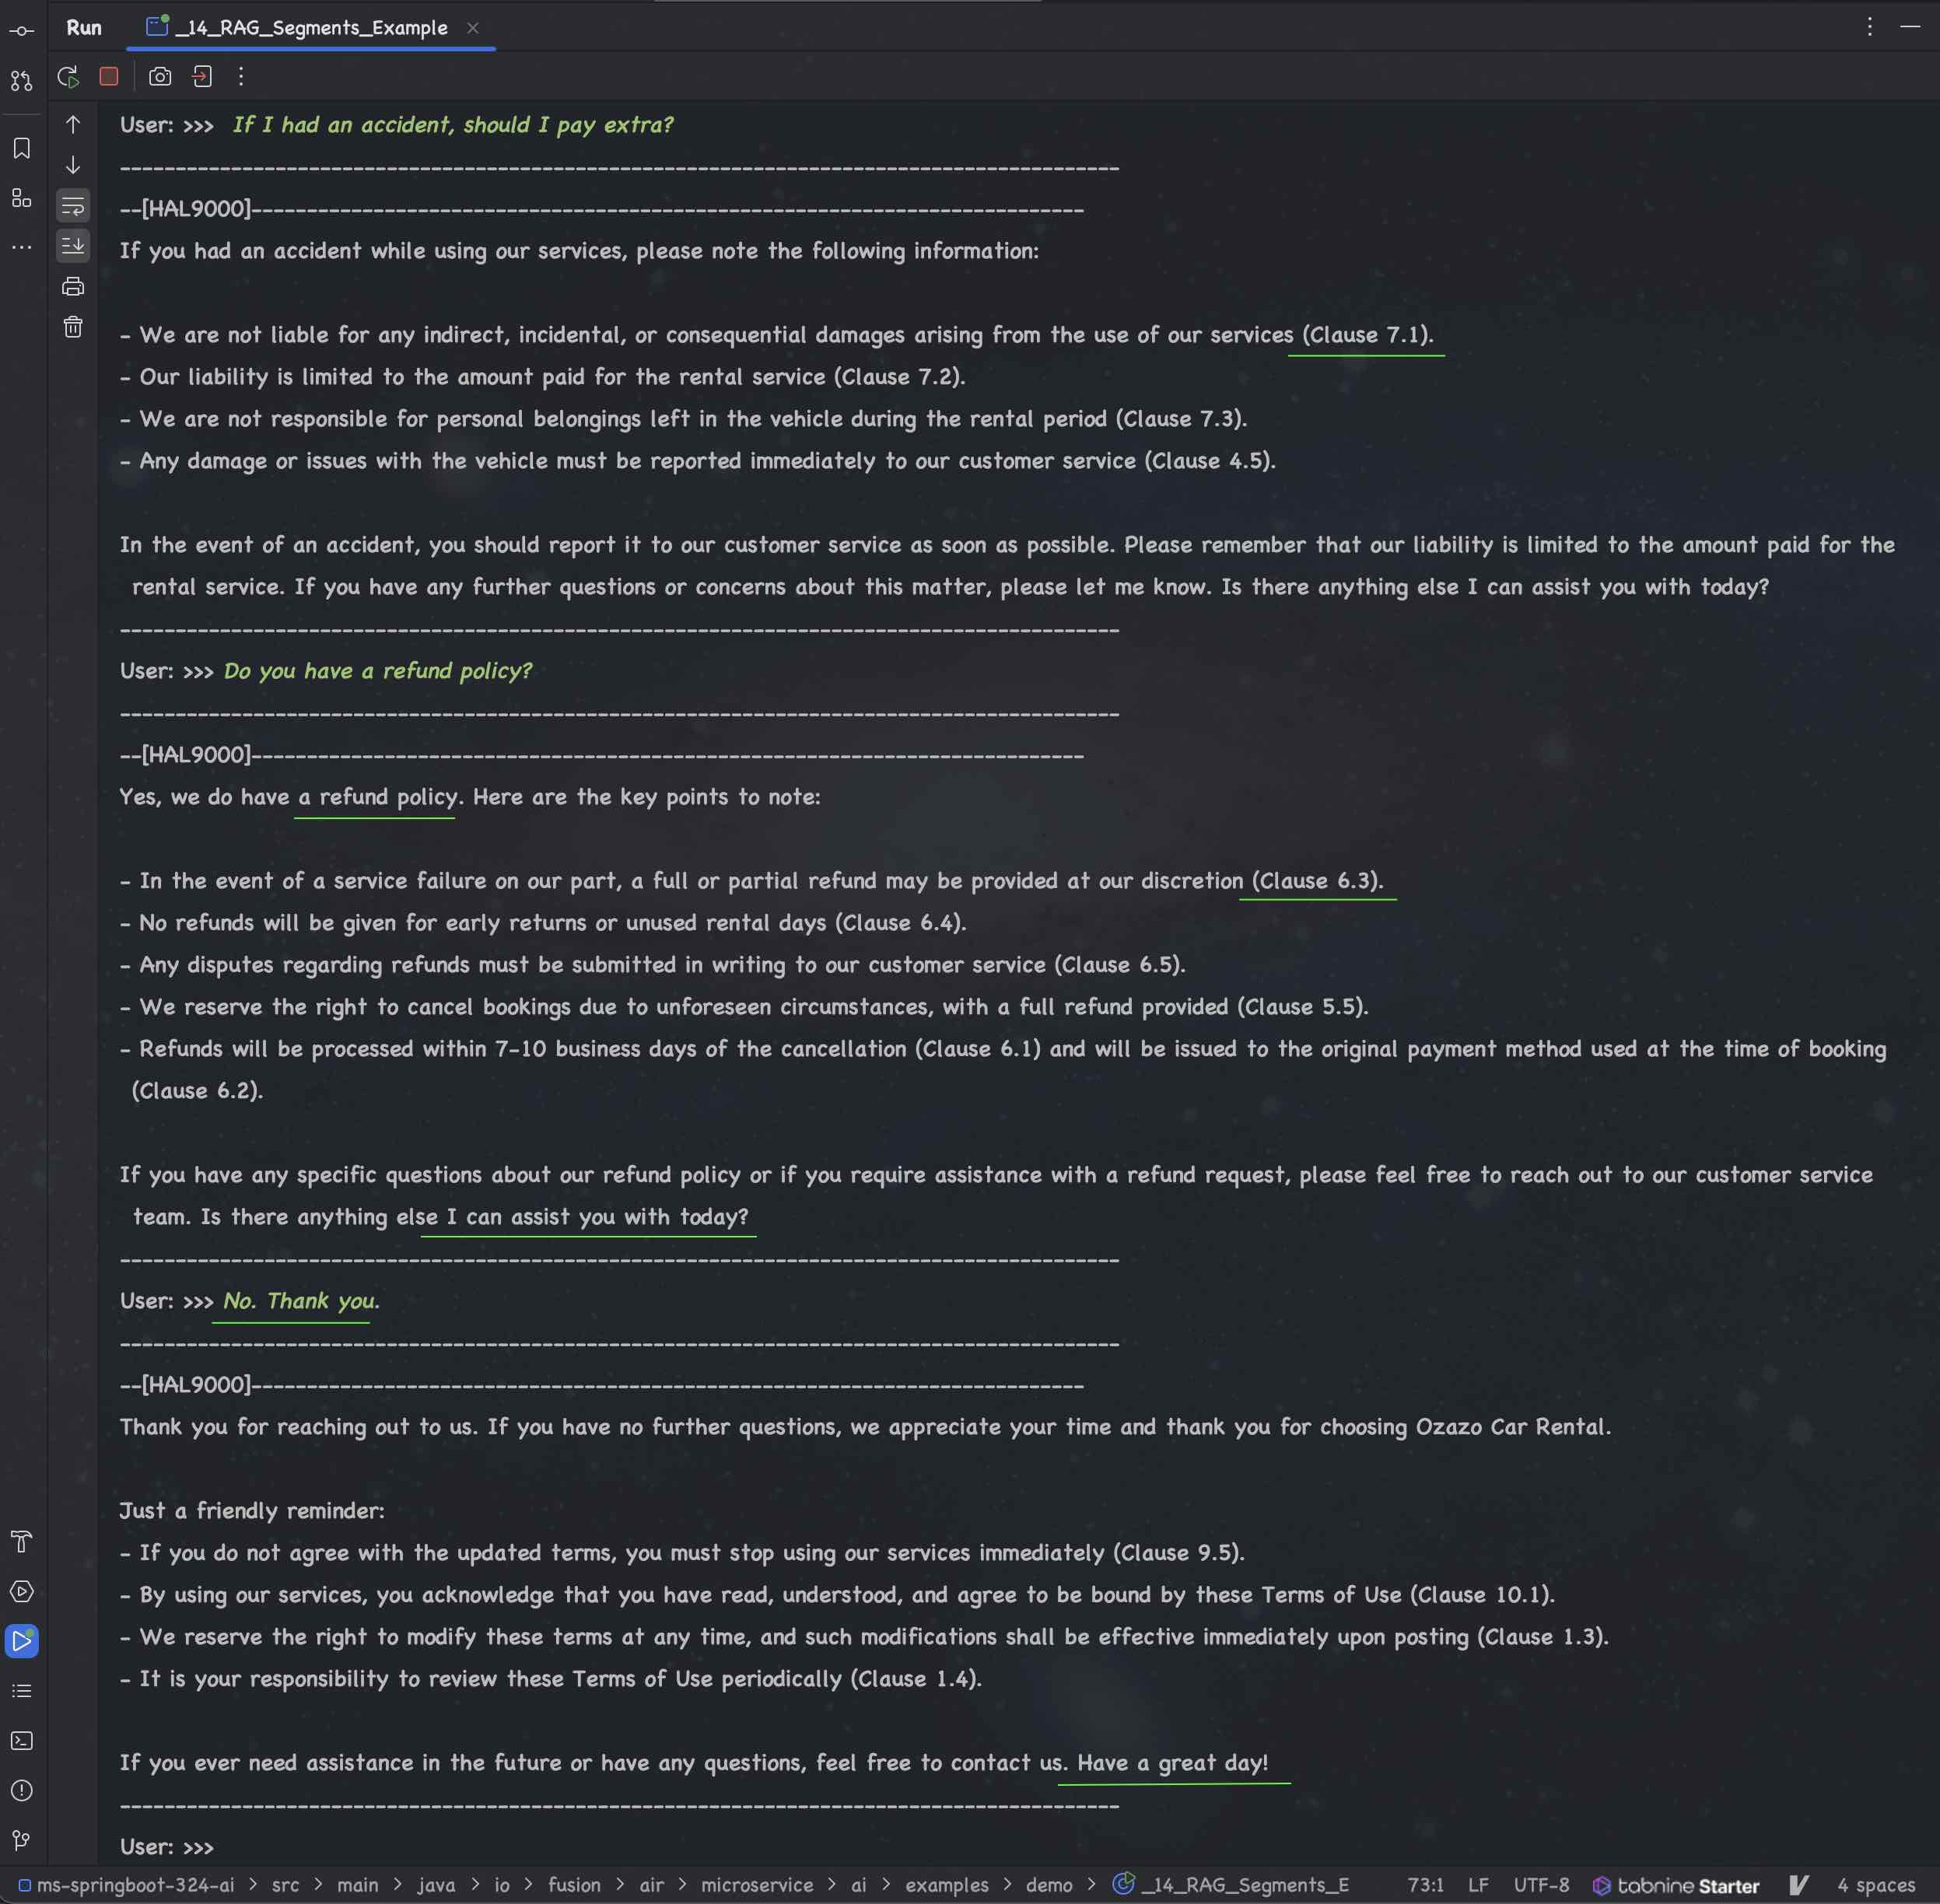 Run _14_RAG_Segments_Example
User: >>> If I had an accident, should I pay extra?
------------------------------------------------------------------------------------------
--[HAL9000]---------------------------------------------------------------------------
If you had an accident while using our services, please note the following information:
- We are not liable for any indirect, incidental, or consequential damages arising from the use of our services (Clause 7.1).
- Our liability is limited to the amount paid for the rental service (Clause 7.2).
- We are not responsible for personal belongings left in the vehicle during the rental period (Clause 7.3).
- Any damage or issues with the vehicle must be reported immediately to our customer service (Clause 4.5).
In the event of an accident, you should report it to our customer service as soon as possible. Please remember that our liability is limited to the amount paid for the
rental service. If you have any further questions or concerns about this matter, please let me know. Is there anything else I can assist you with today?
------------------------------------------------------------------------------------------
User: >>> Do you have a refund policy?
------------------------------------------------------------------------------------------
--[HAL9000]---------------------------------------------------------------------------
Yes, we do have a refund policy. Here are the key points to note:
- In the event of a service failure on our part, a full or partial refund may be provided at our discretion (Clause 6.3).
- No refunds will be given for early returns or unused rental days (Clause 6.4).
- Any disputes regarding refunds must be submitted in writing to our customer service (Clause 6.5).
- We reserve the right to cancel bookings due to unforeseen circumstances, with a full refund provided (Clause 5.5).
- Refunds will be processed within 7-10 business days of the cancellation (Clause 6.1) and will be issued to the original payment method used at the time of booking
(Clause 6.2).
If you have any specific questions about our refund policy or if you require assistance with a refund request, please feel free to reach out to our customer service
team. Is there anything else I can assist you with today?
------------------------------------------------------------------------------------------
User: >>> No. Thank you.
------------------------------------------------------------------------------------------
--[HAL9000]---------------------------------------------------------------------------
Thank you for reaching out to us. If you have no further questions, we appreciate your time and thank you for choosing Ozazo Car Rental.
Just a friendly reminder:
- If you do not agree with the updated terms, you must stop using our services immediately (Clause 9.5).
- By using our services, you acknowledge that you have read, understood, and agree to be bound by these Terms of Use (Clause 10.1).
- We reserve the right to modify these terms at any time, and such modifications shall be effective immediately upon posting (Clause 1.3).
- It is your responsibility to review these Terms of Use periodically (Clause 1.4).
If you ever need assistance in the future or have any questions, feel free to contact us. Have a great day!
------------------------------------------------------------------------------------------
User: >>>
ms-springboot-324-ai > src > main > java > io > fusion > air > microservice > ai > examples > demo > _14_RAG_Segments_E 73:1 LF UTF-8 tabnine Starter 4 spaces